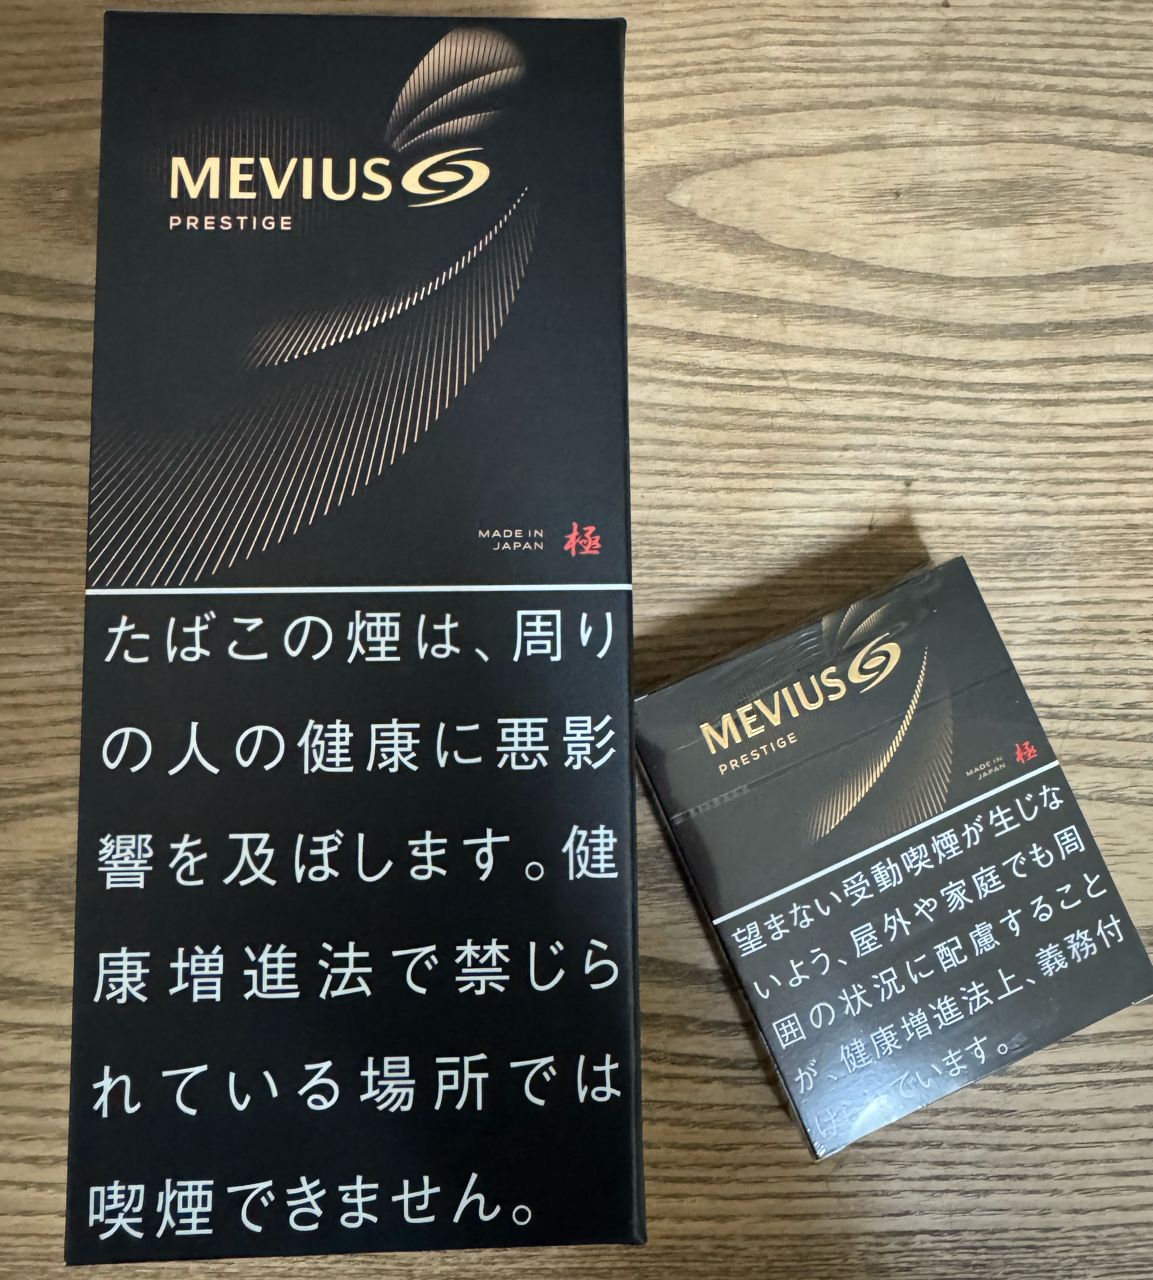 MEVIUS
PRESTIGE
MADE IN
JAPAN
極
たばこの煙は、周り
の人の健康に悪影
響を及ぼします。健
康増進法で禁じら
れている場所では
喫煙できません。
MEVIUS
PRESTIGE
MADE IN
JAPAN
極
望まない受動喫煙が生じな
いよう、屋外や家庭でも周
囲の状況に配慮すること
が、健康増進法上、義務付
ています。